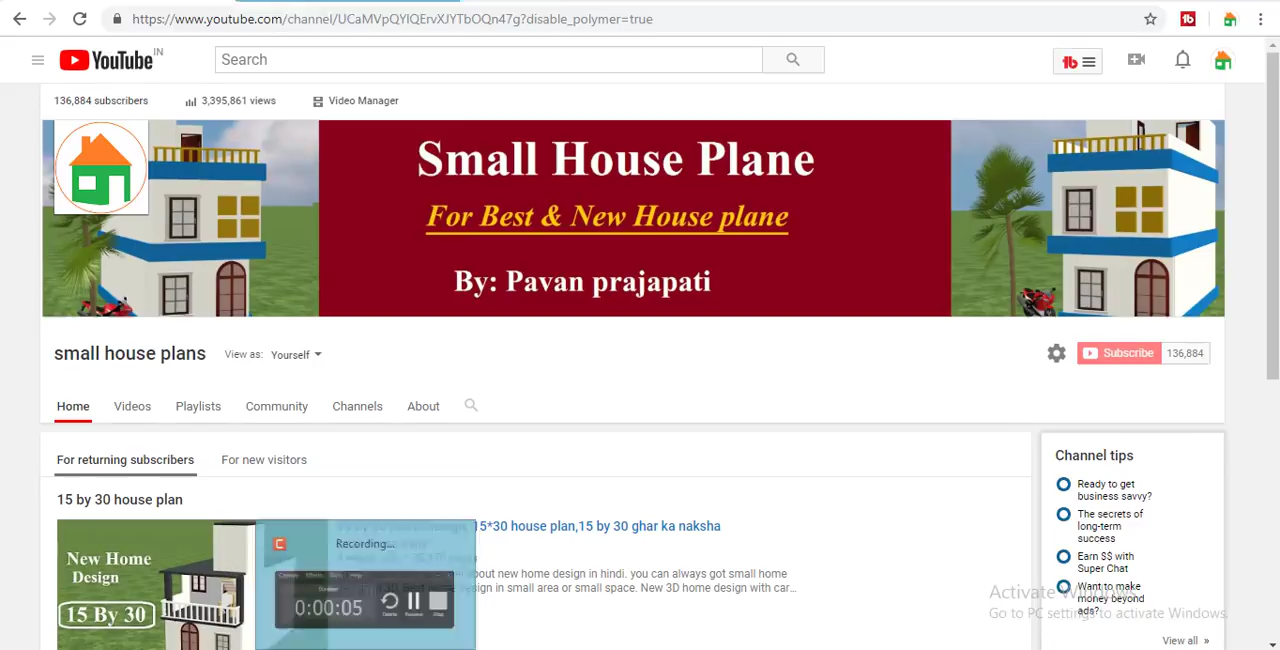 https://www.youtube.com/channel/UCaMVpQYlQErvXJYTbOQn47g?disable_polymer=true
YouTube IN
Search
136,884 subscribers
3,395,861 views
Video Manager
Small House Plane
For Best & New House plane
By: Pavan prajapati
small house plans
View as: Yourself
Subscribe 136,884
Home Videos Playlists Community Channels About
For returning subscribers For new visitors
15 by 30 house plan
15*30 house plan,15 by 30 ghar ka naksha
about new home design in hindi. you can always got small home
design in small area or small space. New 3D home design with car...
New Home
Design
15 By 30
Recording...
0:00:05
Channel tips
Ready to get
business savvy?
The secrets of
long-term
success
Earn $$ with
Super Chat
Want to make
money beyond
ads?
View all »
Activate Windows
Go to PC settings to activate Windows.